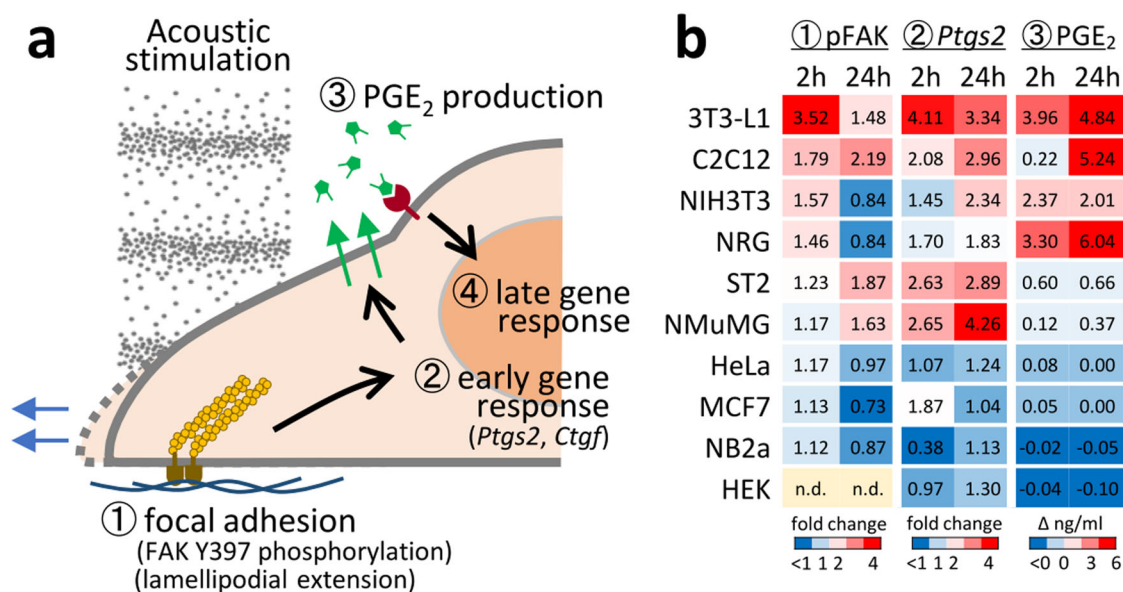 a
Acoustic
stimulation
③ PGE₂ production
④ late gene
response
② early gene
response
(Ptgs2, Ctgf)
① focal adhesion
(FAK Y397 phosphorylation)
(lamellipodial extension)
b
① pFAK ② Ptgs2 ③ PGE₂
2h 24h 2h 24h 2h 24h
3T3-L1 3.52 1.48 4.11 3.34 3.96 4.84
C2C12 1.79 2.19 2.08 2.96 0.22 5.24
NIH3T3 1.57 0.84 1.45 2.34 2.37 2.01
NRG 1.46 0.84 1.70 1.83 3.30 6.04
ST2 1.23 1.87 2.63 2.89 0.60 0.66
NMuMG 1.17 1.63 2.65 4.26 0.12 0.37
HeLa 1.17 0.97 1.07 1.24 0.08 0.00
MCF7 1.13 0.73 1.87 1.04 0.05 0.00
NB2a 1.12 0.87 0.38 1.13 -0.02 -0.05
HEK n.d. n.d. 0.97 1.30 -0.04 -0.10
fold change fold change Δ ng/ml
<1 1 2 4 <1 1 2 4 <0 0 3 6